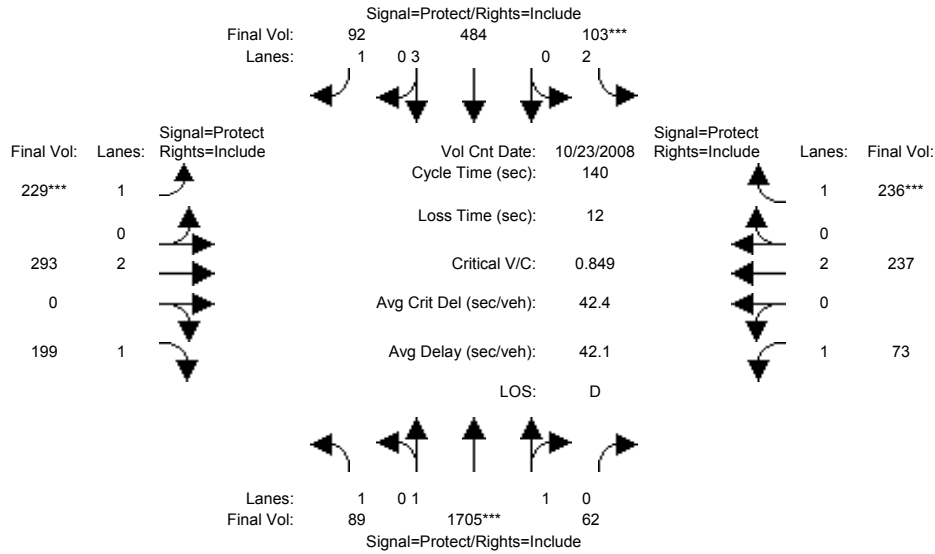 Signal=Protect/Rights=Include
Final Vol: 92 484 103***
Lanes: 1 0 3 0 2
Signal=Protect Signal=Protect
Final Vol: Lanes: Rights=Include Vol Cnt Date: 10/23/2008 Rights=Include Lanes: Final Vol:
Cycle Time (sec): 140
229*** 1 1 236***
Loss Time (sec): 12
0 0
293 2 Critical V/C: 0.849 2 237
0 0 Avg Crit Del (sec/veh): 42.4 0
199 1 Avg Delay (sec/veh): 42.1 1 73
LOS: D
Lanes: 1 0 1 1 0
Final Vol: 89 1705*** 62
Signal=Protect/Rights=Include